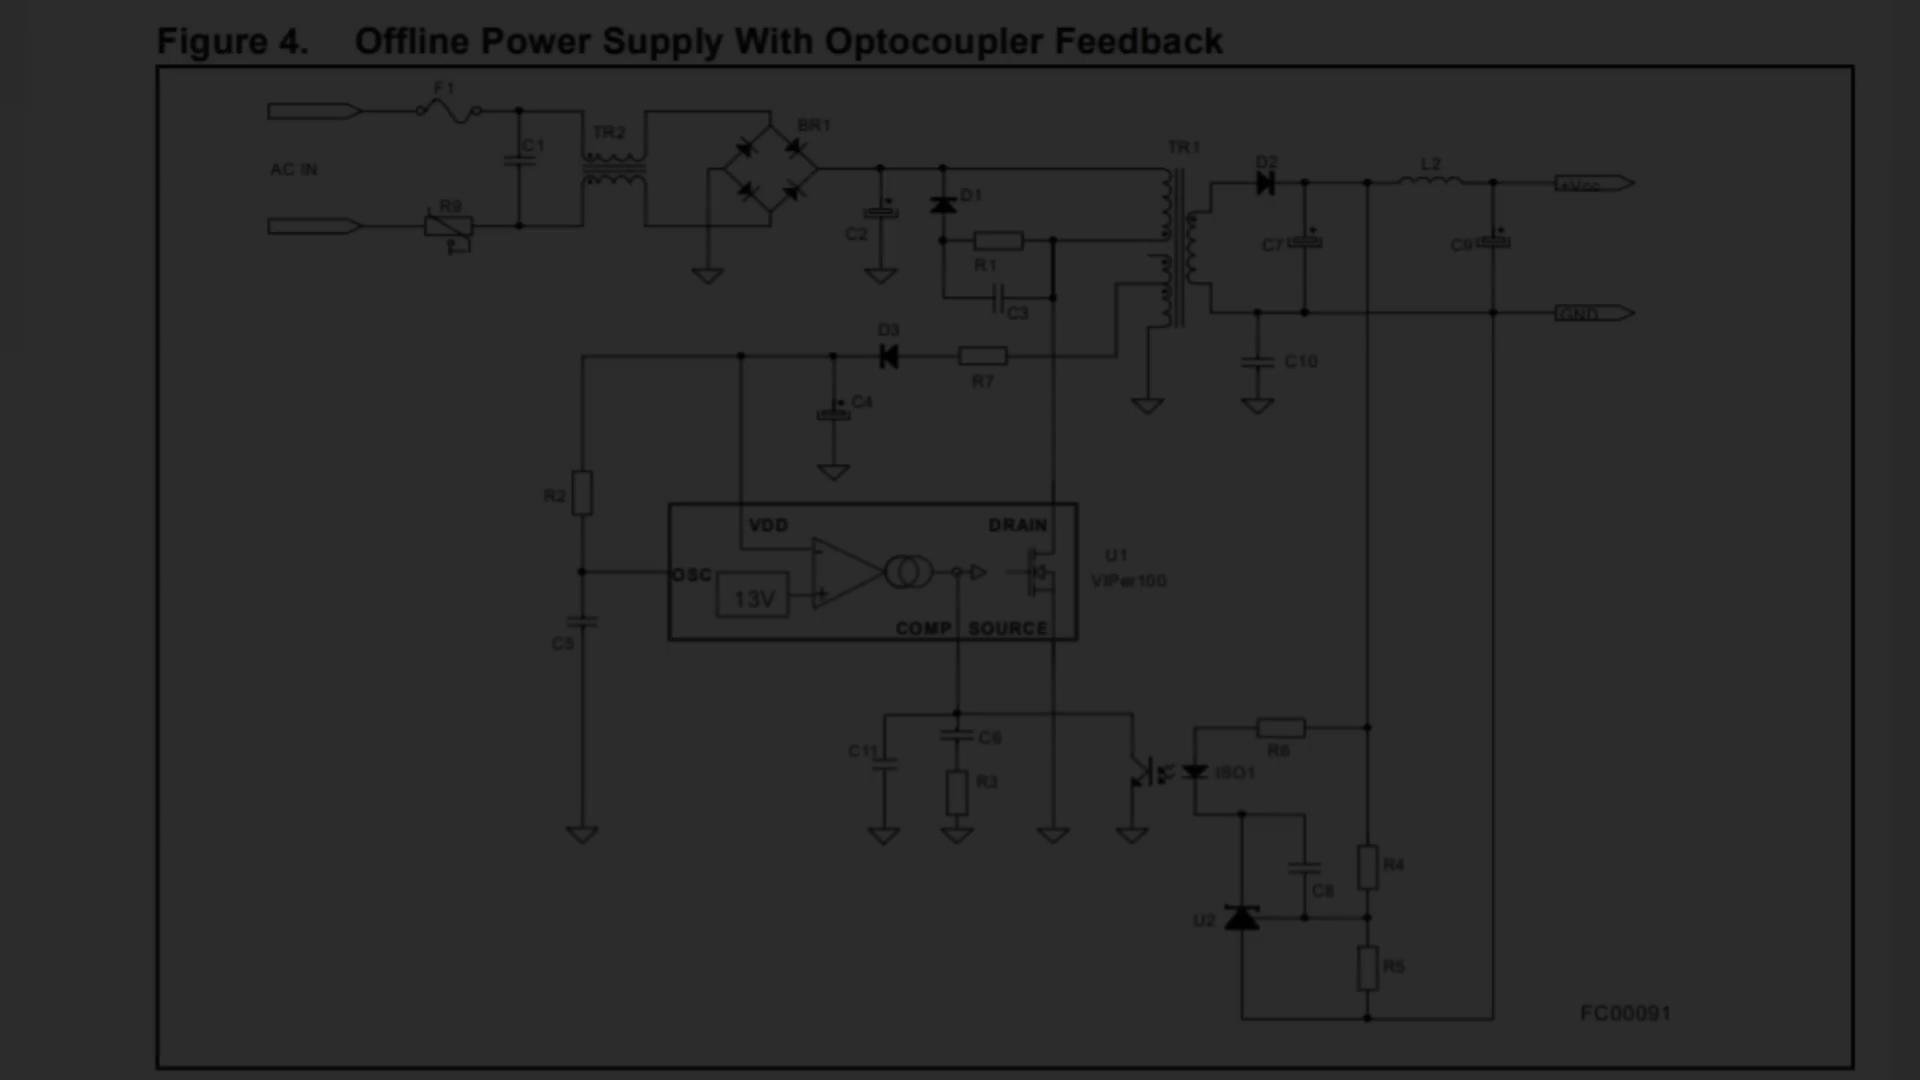 Figure 4. Offline Power Supply With Optocoupler Feedback
F1
BR1
TR2
C1
TR1
D2
L2
AC IN
+Vcc
D1
R9
C2
C7
C9
R1
C3
GND
D3
C10
R7
C4
R2
VDD
DRAIN
U1
OSC
VIPer100
13V
COMP
SOURCE
C5
C11
C6
R6
R3
ISO1
R4
C8
U2
R5
FC00091